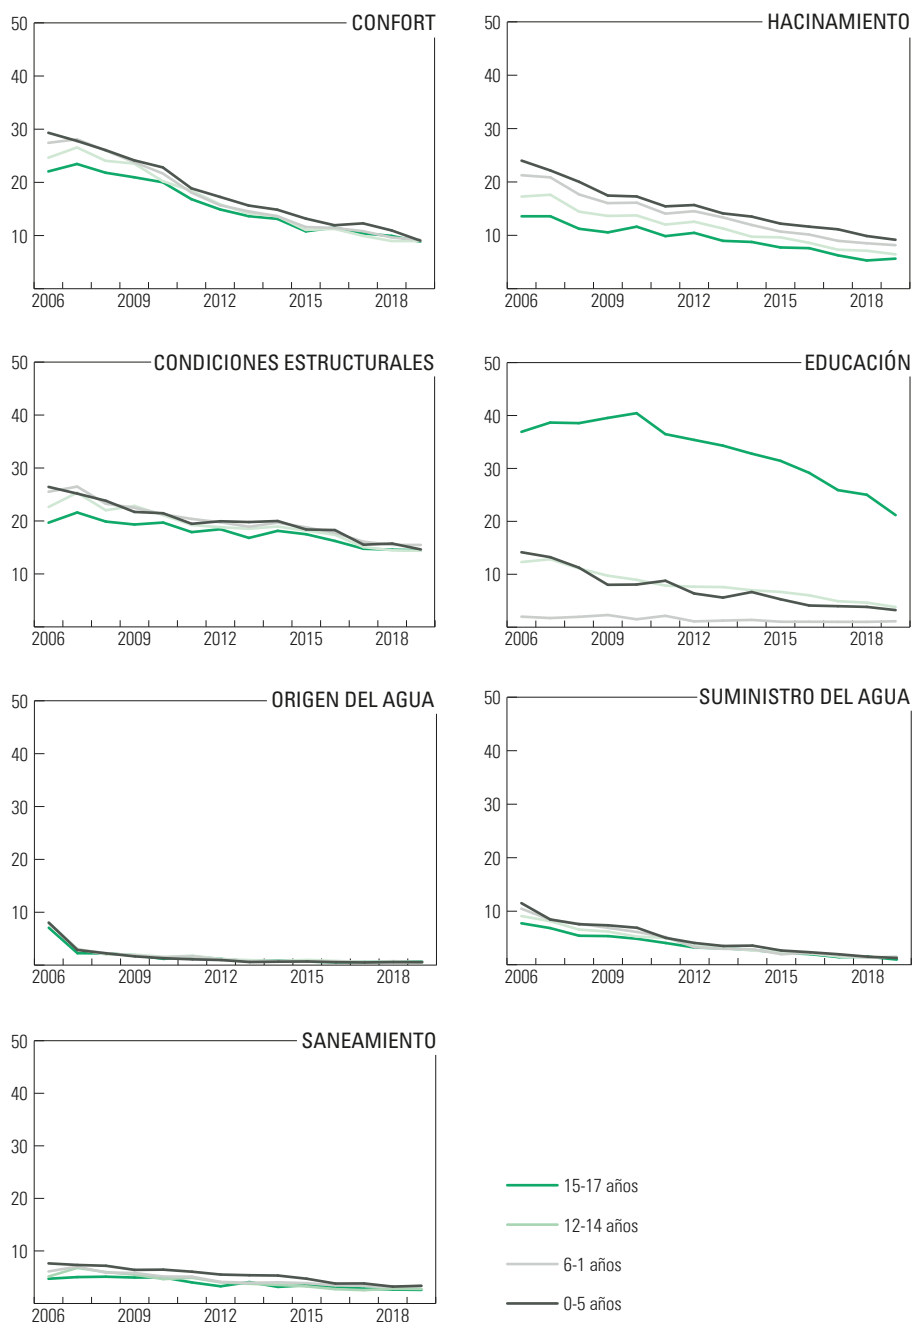 CONFORT
50
40
30
20
10
2006 2009 2012 2015 2018
HACINAMIENTO
50
40
30
20
10
2006 2009 2012 2015 2018
CONDICIONES ESTRUCTURALES
50
40
30
20
10
2006 2009 2012 2015 2018
EDUCACIÓN
50
40
30
20
10
2006 2009 2012 2015 2018
ORIGEN DEL AGUA
50
40
30
20
10
2006 2009 2012 2015 2018
SUMINISTRO DEL AGUA
50
40
30
20
10
2006 2009 2012 2015 2018
SANEAMIENTO
50
40
30
20
10
2006 2009 2012 2015 2018
15-17 años
12-14 años
6-1 años
0-5 años